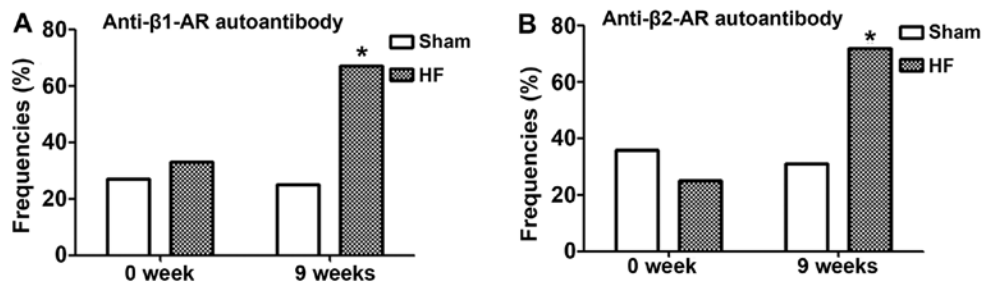 A
Anti-β1-AR autoantibody
80
60
40
20
0
Frequencies (%)
*
Sham
HF
0 week
9 weeks
B
Anti-β2-AR autoantibody
80
60
40
20
0
Frequencies (%)
*
Sham
HF
0 week
9 weeks